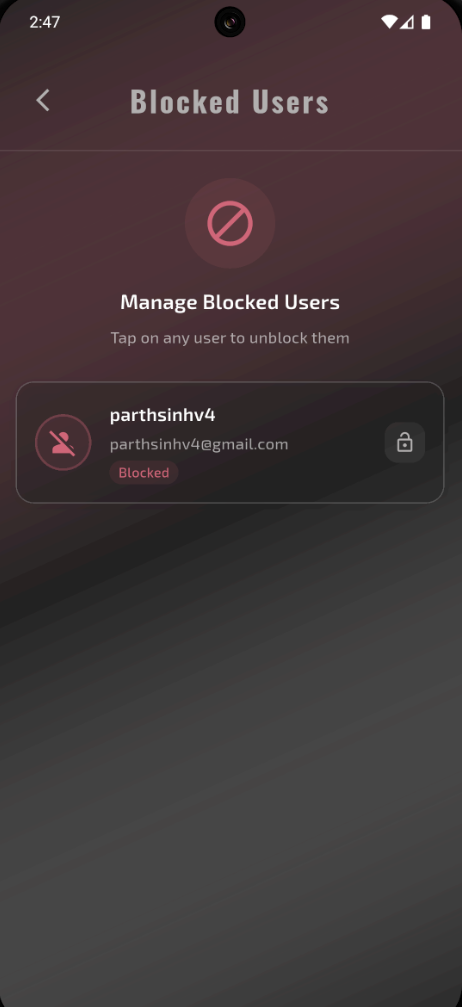 2:47
Blocked Users
Manage Blocked Users
Tap on any user to unblock them
parthsinhv4
parthsinhv4@gmail.com
Blocked